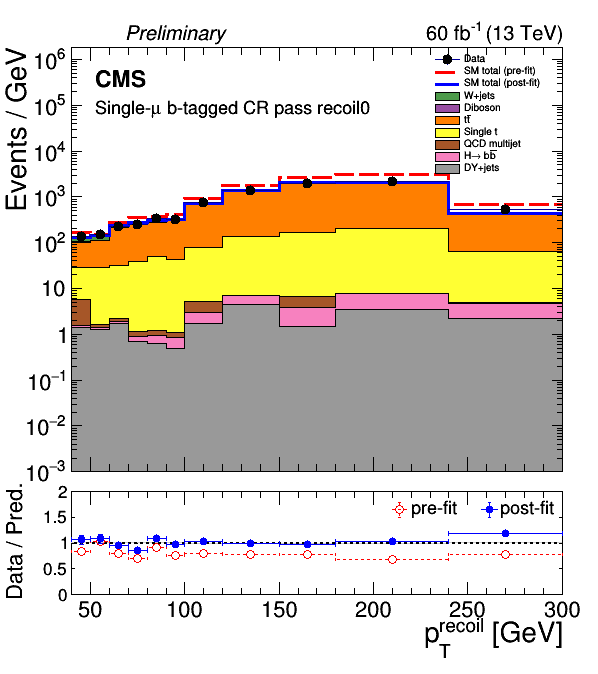 Preliminary
60 fb⁻¹ (13 TeV)
Events / GeV
10⁶
10⁵
10⁴
10³
10²
10
1
10⁻¹
10⁻²
10⁻³
CMS
Single-μ b-tagged CR pass recoil0
Data
SM total (pre-fit)
SM total (post-fit)
W+jets
Diboson
tt̅
Single t
QCD multijet
H→ bb̅
DY+jets
Data / Pred.
2
1.5
1
0.5
0
pre-fit
post-fit
50 100 150 200 250 300
p_T^recoil [GeV]